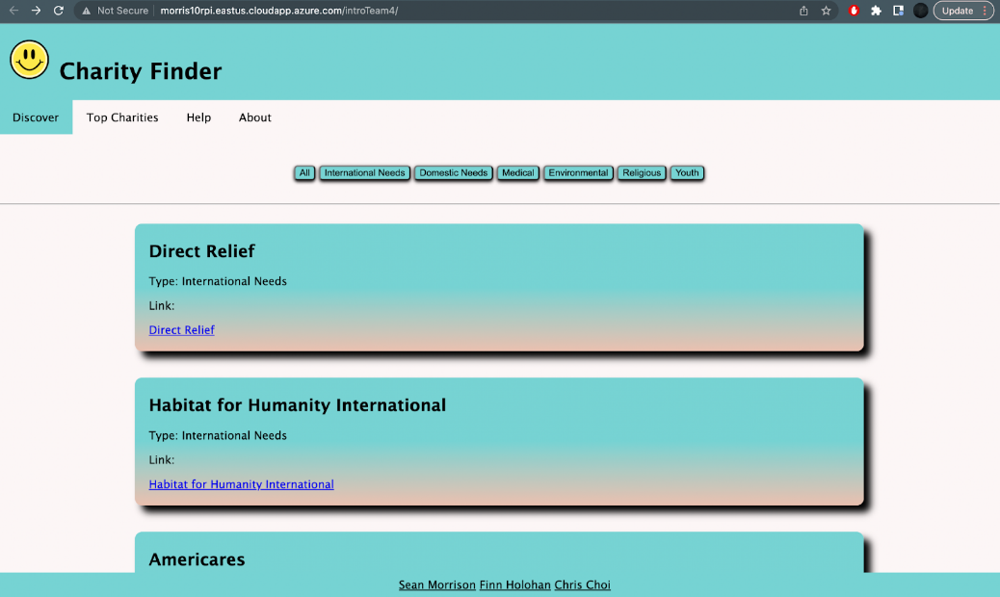 Not Secure morris10rpi.eastus.cloudapp.azure.com/introTeam4/ Update
Charity Finder
Discover Top Charities Help About
All International Needs Domestic Needs Medical Environmental Religious Youth
Direct Relief
Type: International Needs
Link:
Direct Relief
Habitat for Humanity International
Type: International Needs
Link:
Habitat for Humanity International
Americares
Sean Morrison Finn Holohan Chris Choi